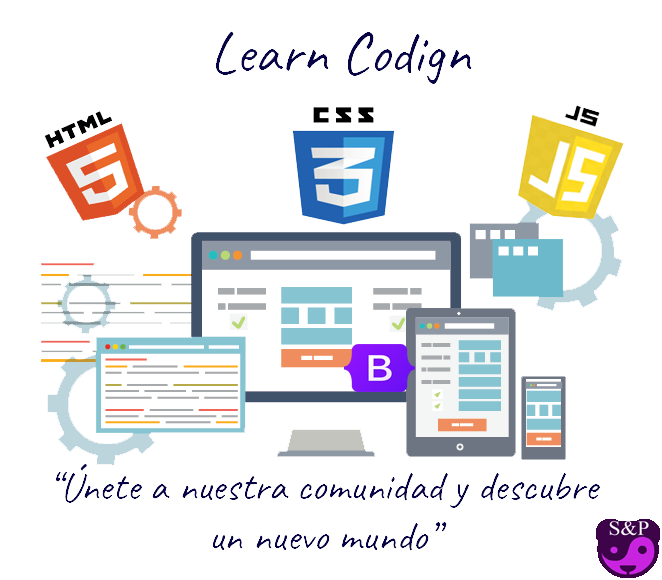 Learn Codign
HTML
5
CSS
3
JS
JS
B
“Únete a nuestra comunidad y descubre
un nuevo mundo”
S&P